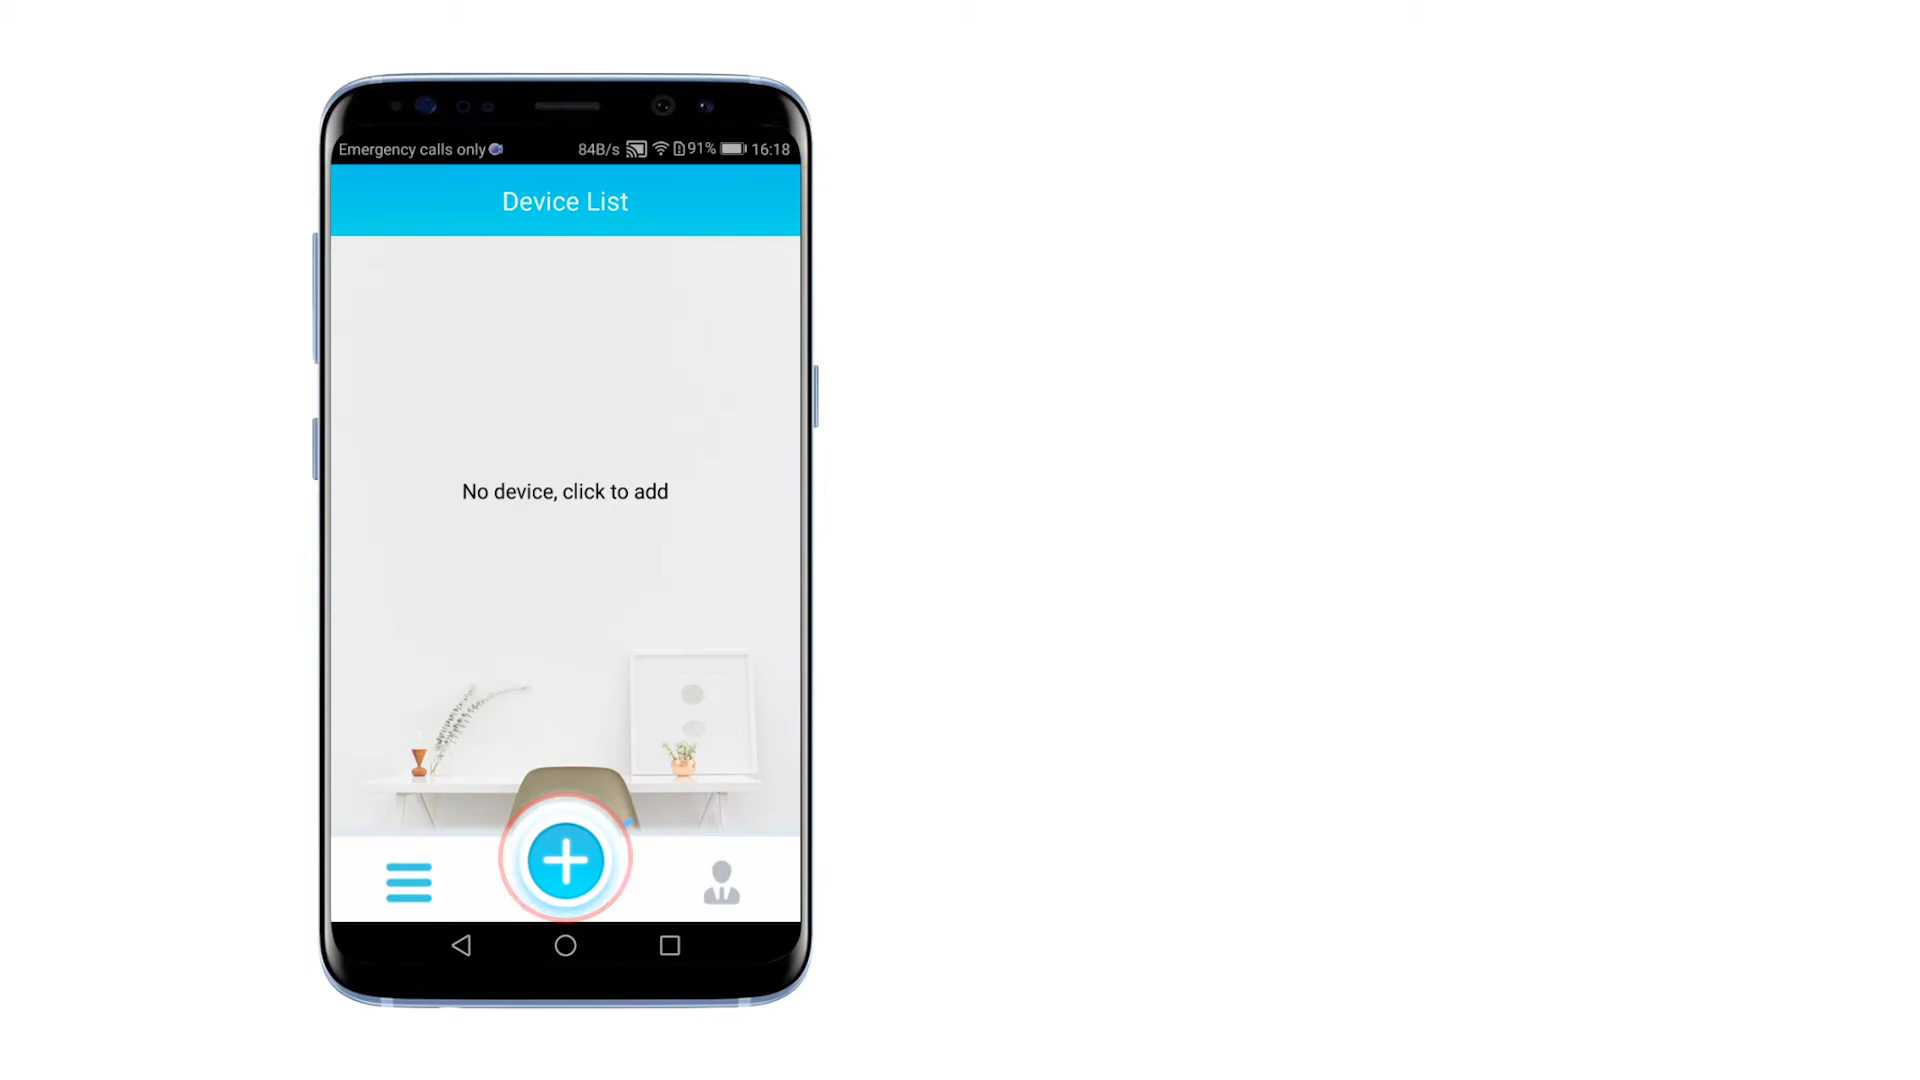 Emergency calls only 84B/s 91% 16:18
Device List
No device, click to add